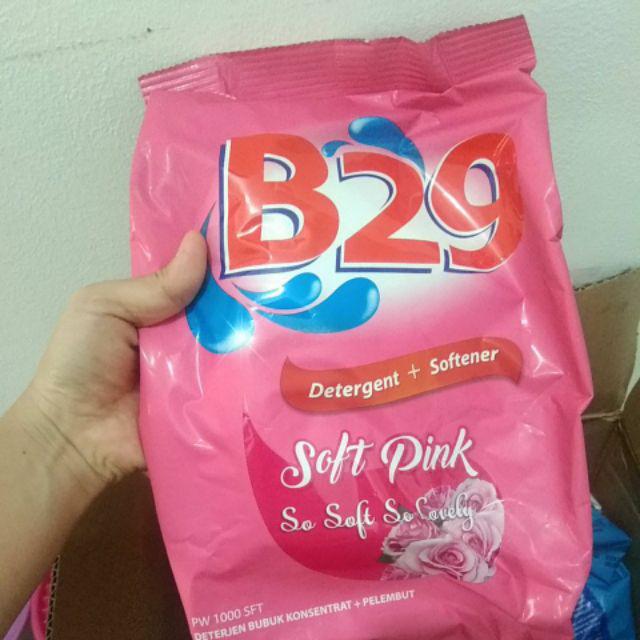 B29
Detergent + Softener
Soft Pink
So Soft So Lovely
PW 1000 SFT
DETERJEN BUBUK KONSENTRAT + PELEMBUT